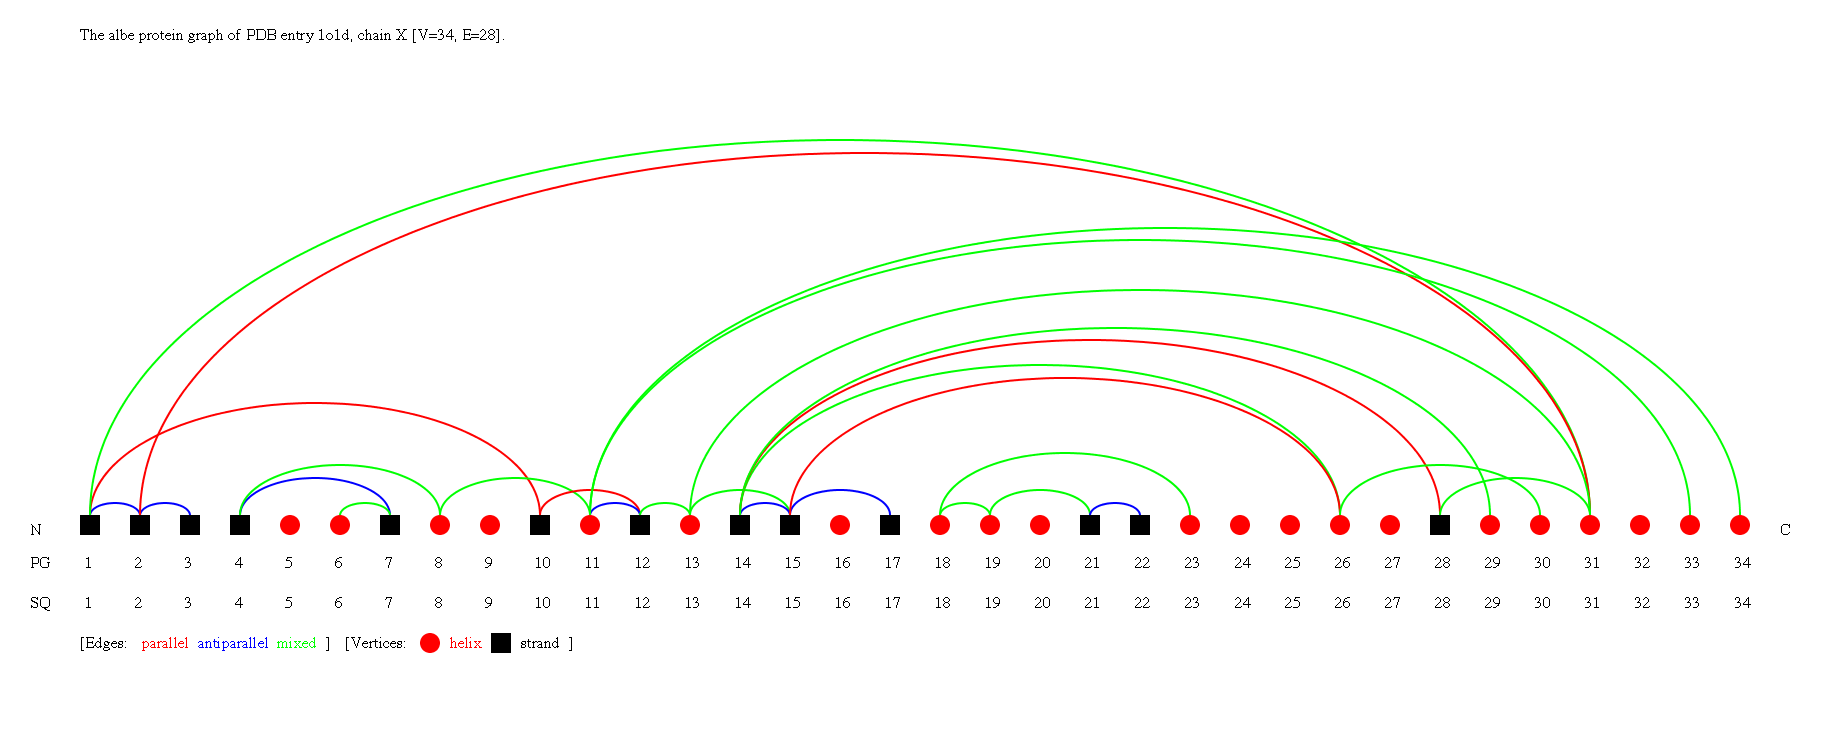 The albe protein graph of PDB entry 1o1d, chain X [V=34, E=28].
N C
PG 1 2 3 4 5 6 7 8 9 10 11 12 13 14 15 16 17 18 19 20 21 22 23 24 25 26 27 28 29 30 31 32 33 34
SQ 1 2 3 4 5 6 7 8 9 10 11 12 13 14 15 16 17 18 19 20 21 22 23 24 25 26 27 28 29 30 31 32 33 34
[Edges: parallel antiparallel mixed ] [Vertices: helix strand ]